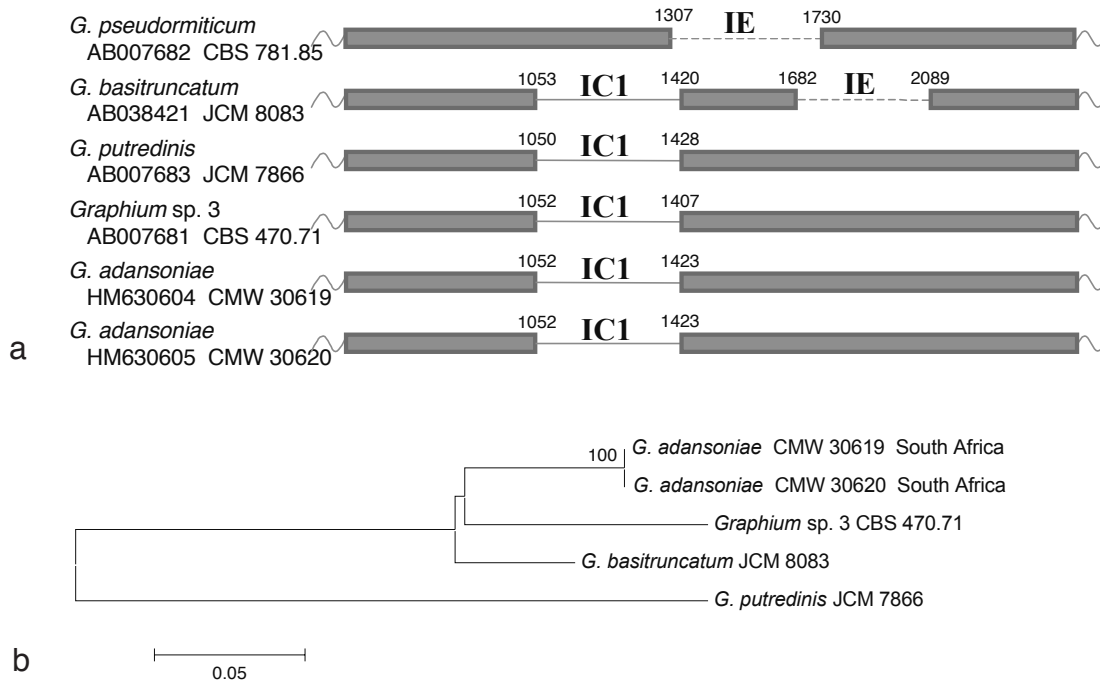 G. pseudormiticum 1307 IE 1730
AB007682 CBS 781.85
G. basitruncatum 1053 IC1 1420 1682 IE 2089
AB038421 JCM 8083
G. putredinis 1050 IC1 1428
AB007683 JCM 7866
Graphium sp. 3 1052 IC1 1407
AB007681 CBS 470.71
G. adansoniae 1052 IC1 1423
HM630604 CMW 30619
G. adansoniae 1052 IC1 1423
HM630605 CMW 30620
a
100 G. adansoniae CMW 30619 South Africa
G. adansoniae CMW 30620 South Africa
Graphium sp. 3 CBS 470.71
G. basitruncatum JCM 8083
G. putredinis JCM 7866
b
0.05